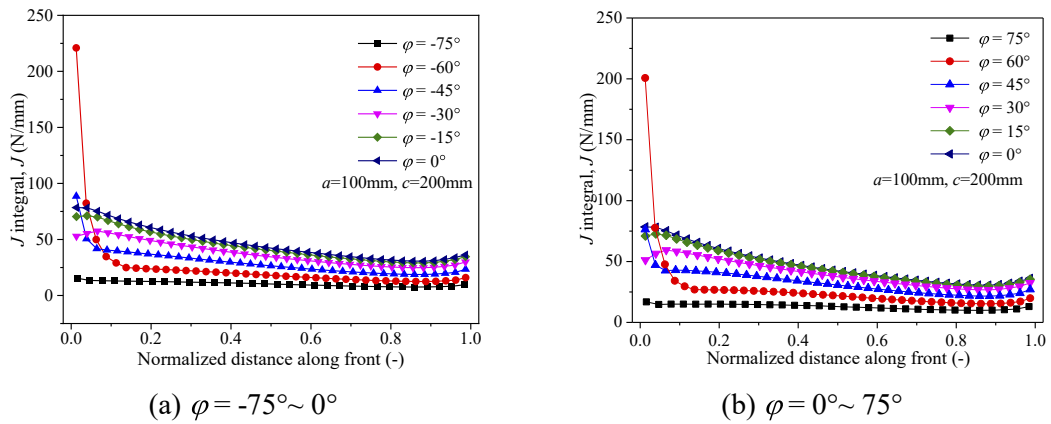 250
200
150
100
50
0
J integral, J (N/mm)
φ = -75°
φ = -60°
φ = -45°
φ = -30°
φ = -15°
φ = 0°
a=100mm, c=200mm
0.0 0.2 0.4 0.6 0.8 1.0
Normalized distance along front (-)
(a) φ = -75°~ 0°
250
200
150
100
50
0
J integral, J (N/mm)
φ = 75°
φ = 60°
φ = 45°
φ = 30°
φ = 15°
φ = 0°
a=100mm, c=200mm
0.0 0.2 0.4 0.6 0.8 1.0
Normalized distance along front (-)
(b) φ = 0°~ 75°